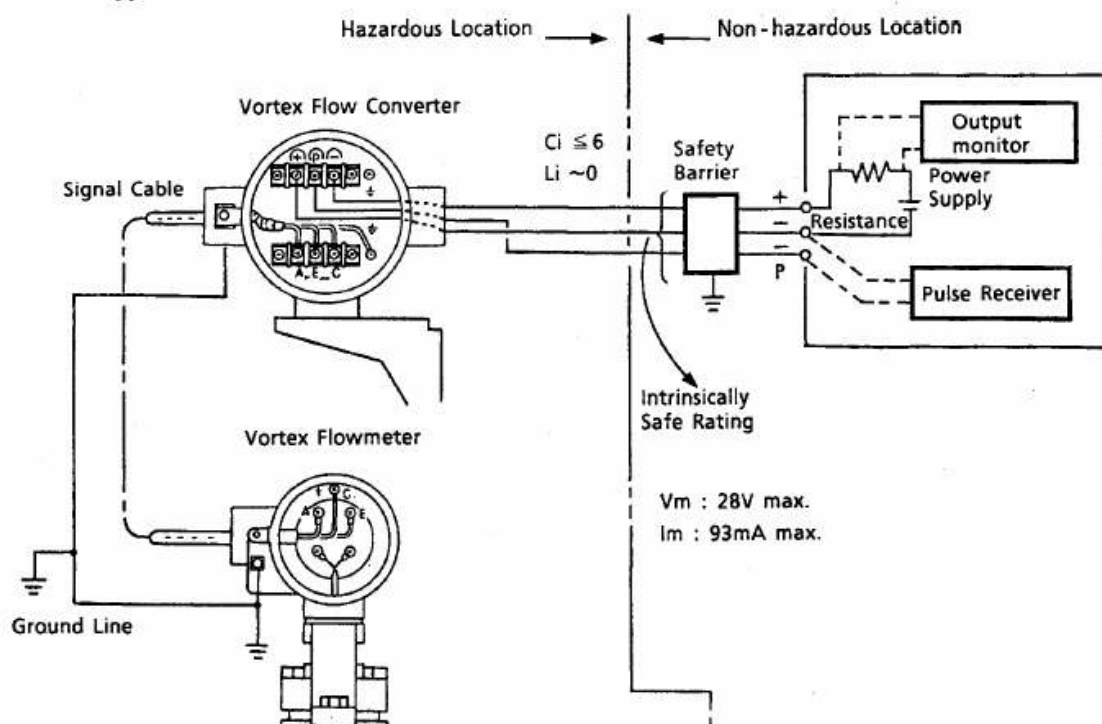 Hazardous Location
Non-hazardous Location
Vortex Flow Converter
Ci ≦ 6
Li ~0
Safety
Barrier
Output
monitor
Power
Supply
Signal Cable
+ P −
A E C
+
−
Resistance
−
P
Pulse Receiver
Intrinsically
Safe Rating
Vortex Flowmeter
C
A E
Vm : 28V max.
Im : 93mA max.
Ground Line